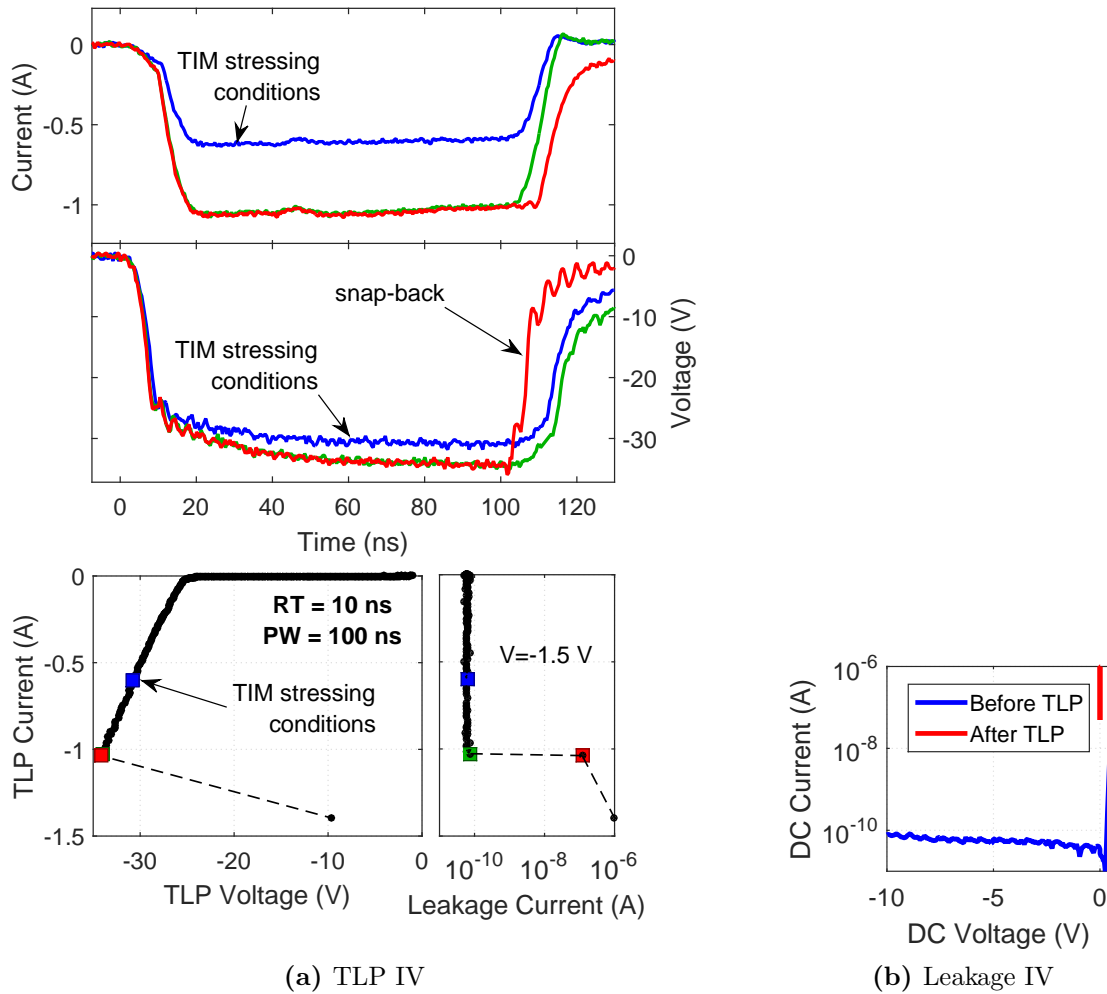 0
-0.5
-1
Current (A)
TIM stressing
conditions
0
-10
-20
-30
Voltage (V)
snap-back
TIM stressing
conditions
0 20 40 60 80 100 120
Time (ns)
0
-0.5
-1
-1.5
TLP Current (A)
RT = 10 ns
PW = 100 ns
TIM stressing
conditions
-30 -20 -10 0
TLP Voltage (V)
V=-1.5 V
10^-10 10^-8 10^-6
Leakage Current (A)
(a) TLP IV
10^-6
10^-8
10^-10
DC Current (A)
Before TLP
After TLP
-10 -5 0
DC Voltage (V)
(b) Leakage IV